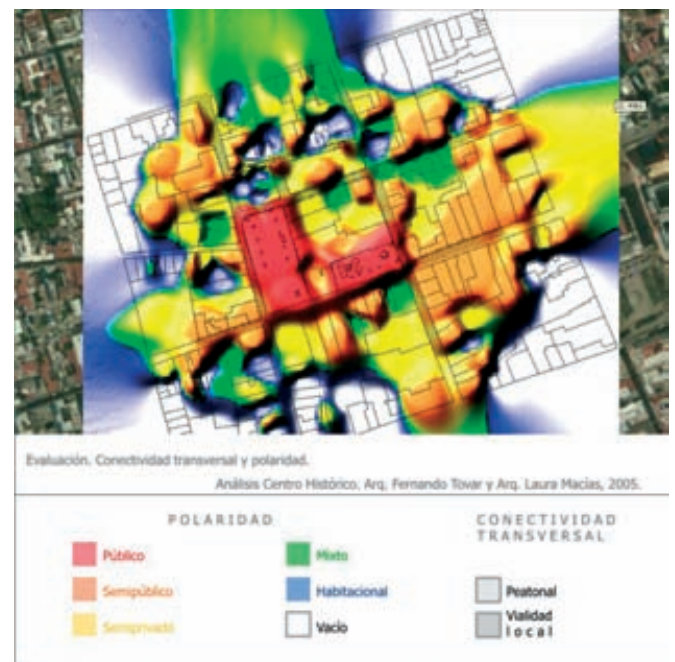 Evaluación. Conectividad transversal y polaridad.
Análisis Centro Histórico. Arq. Fernando Tovar y Arq. Laura Macías, 2005.
POLARIDAD
Público
Semipúblico
Semiprivado
Mixto
Habitacional
Vacío
CONECTIVIDAD
TRANSVERSAL
Peatonal
Vialidad
local